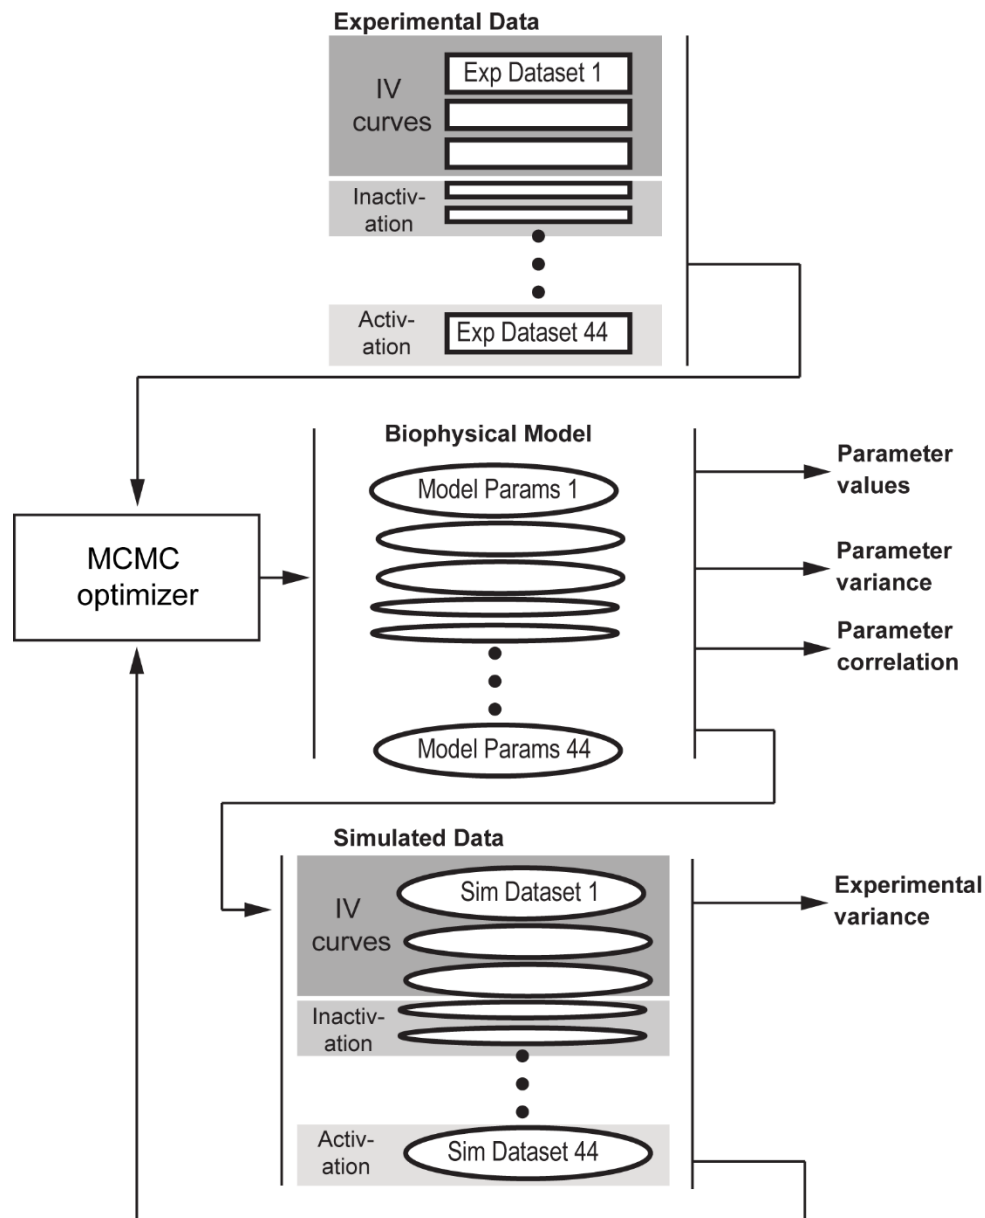 Experimental Data
IV
curves
Exp Dataset 1
Inactiv-
ation
Activ-
ation
Exp Dataset 44
Biophysical Model
Model Params 1
Model Params 44
MCMC
optimizer
Parameter
values
Parameter
variance
Parameter
correlation
Simulated Data
IV
curves
Sim Dataset 1
Inactiv-
ation
Activ-
ation
Sim Dataset 44
Experimental
variance